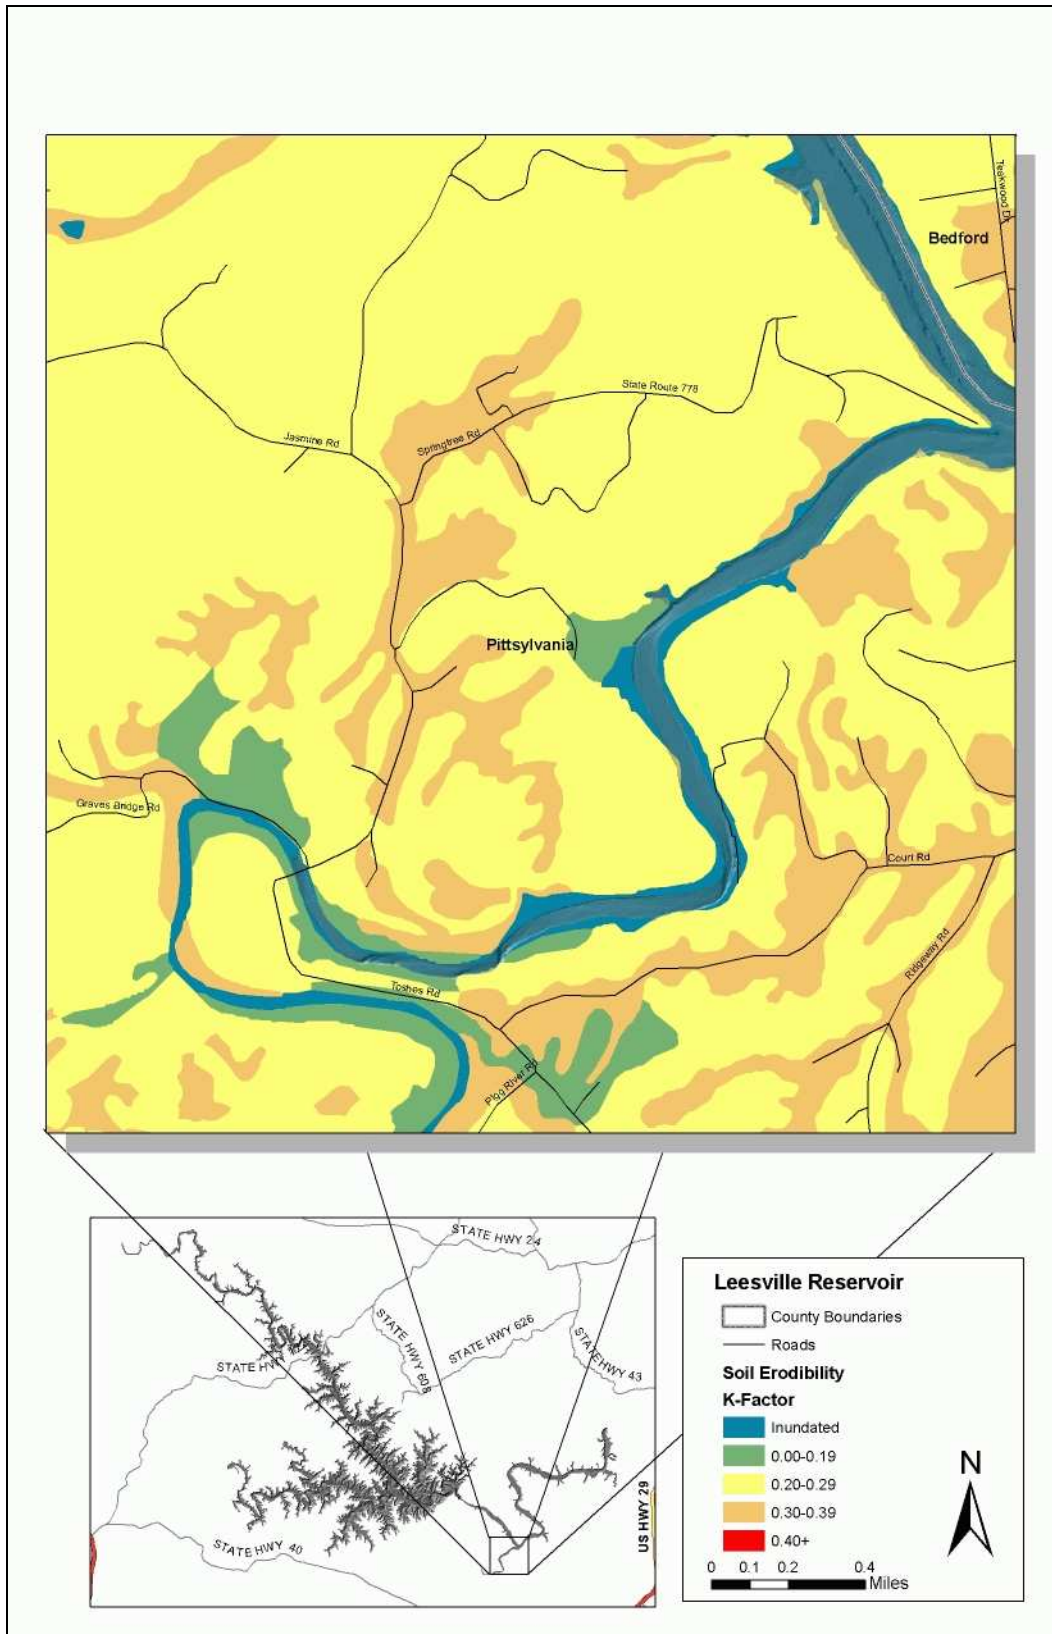 Teakwood Dr
Bedford
State Route 778
Jasmine Rd
Springtree Rd
Pittsylvania
Graves Bridge Rd
Court Rd
Ridgeway Rd
Toshes Rd
Pigg River Rd
STATE HWY 24
STATE HWY 626
STATE HWY 608
STATE HWY 43
STATE HW
US HWY 29
STATE HWY 40
Leesville Reservoir
County Boundaries
Roads
Soil Erodibility
K-Factor
Inundated
0.00-0.19
0.20-0.29
0.30-0.39
0.40+
N
0 0.1 0.2 0.4
Miles